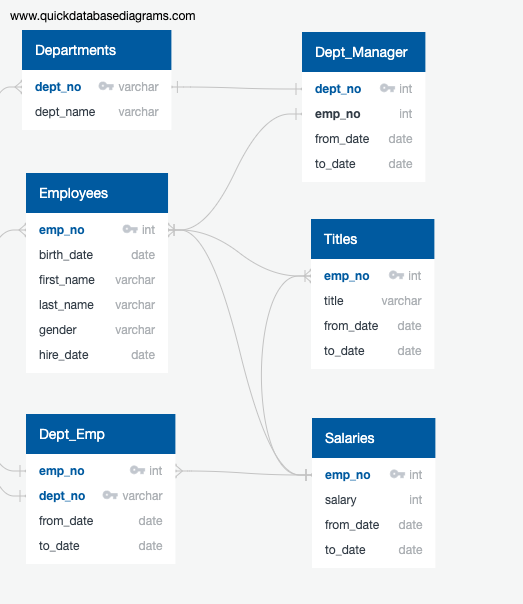 www.quickdatabasediagrams.com
Departments
dept_no varchar
dept_name varchar
Dept_Manager
dept_no int
emp_no int
from_date date
to_date date
Employees
emp_no int
birth_date date
first_name varchar
last_name varchar
gender varchar
hire_date date
Titles
emp_no int
title varchar
from_date date
to_date date
Dept_Emp
emp_no int
dept_no varchar
from_date date
to_date date
Salaries
emp_no int
salary int
from_date date
to_date date